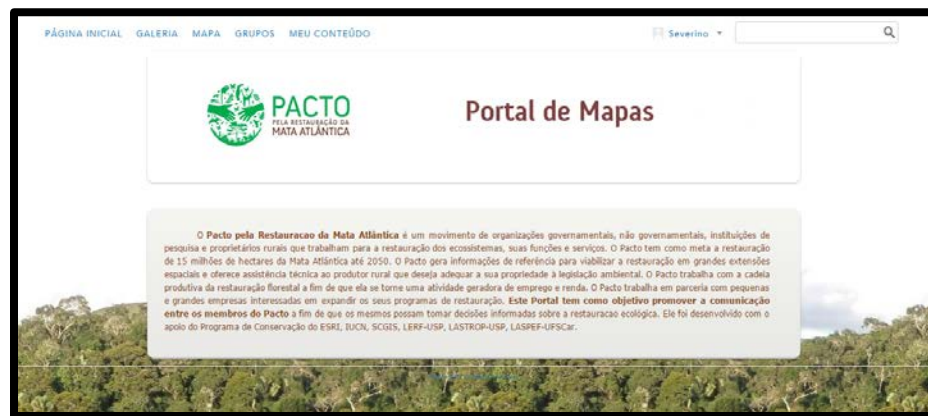 PÁGINA INICIAL GALERIA MAPA GRUPOS MEU CONTEÚDO Severino
PACTO
PELA RESTAURAÇÃO DA
MATA ATLÂNTICA
Portal de Mapas
O Pacto pela Restauracao da Mata Atlântica é um movimento de organizações governamentais, não governamentais, instituições de
pesquisa e proprietários rurais que trabalham para a restauração dos ecossistemas, suas funções e serviços. O Pacto tem como meta a restauração
de 15 milhões de hectares da Mata Atlântica até 2050. O Pacto gera informações de referência para viabilizar a restauração em grandes extensões
espaciais e oferece assistência técnica ao produtor rural que deseja adequar a sua propriedade à legislação ambiental. O Pacto trabalha com a cadeia
produtiva da restauração florestal a fim de que ela se torne uma atividade geradora de emprego e renda. O Pacto trabalha em parceria com pequenas
e grandes empresas interessadas em expandir os seus programas de restauração. Este Portal tem como objetivo promover a comunicação
entre os membros do Pacto a fim de que os mesmos possam tomar decisões informadas sobre a restauracao ecológica. Ele foi desenvolvido com o
apoio do Programa de Conservação do ESRI, IUCN, SCGIS, LERF-USP, LASTROP-USP, LASPEF-UFSCar.